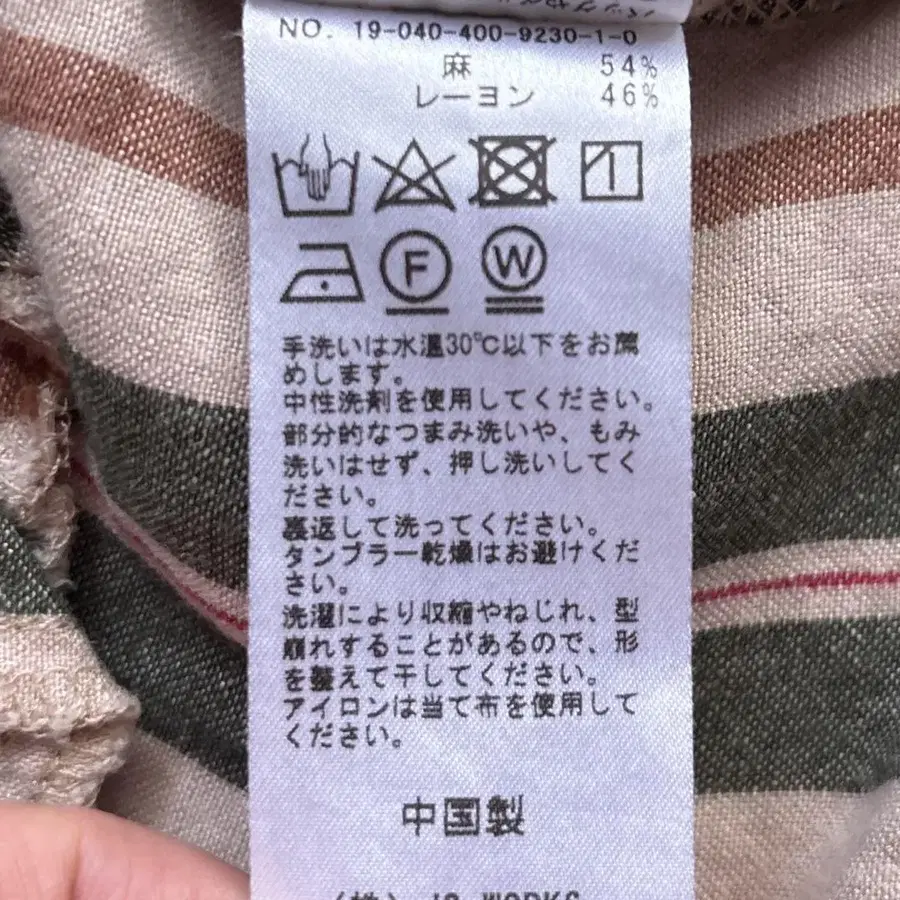 NO. 19-040-400-9230-1-0
麻 54%
レーヨン 46%
F W
手洗いは水温30℃以下をお薦
めします。
中性洗剤を使用してください。
部分的なつまみ洗いや、もみ
洗いはせず、押し洗いしてく
ださい。
裏返して洗ってください。
タンブラー乾燥はお避けくだ
さい。
洗濯により収縮やねじれ、型
崩れすることがあるので、形
を整えて干してください。
アイロンは当て布を使用して
ください。
中国製